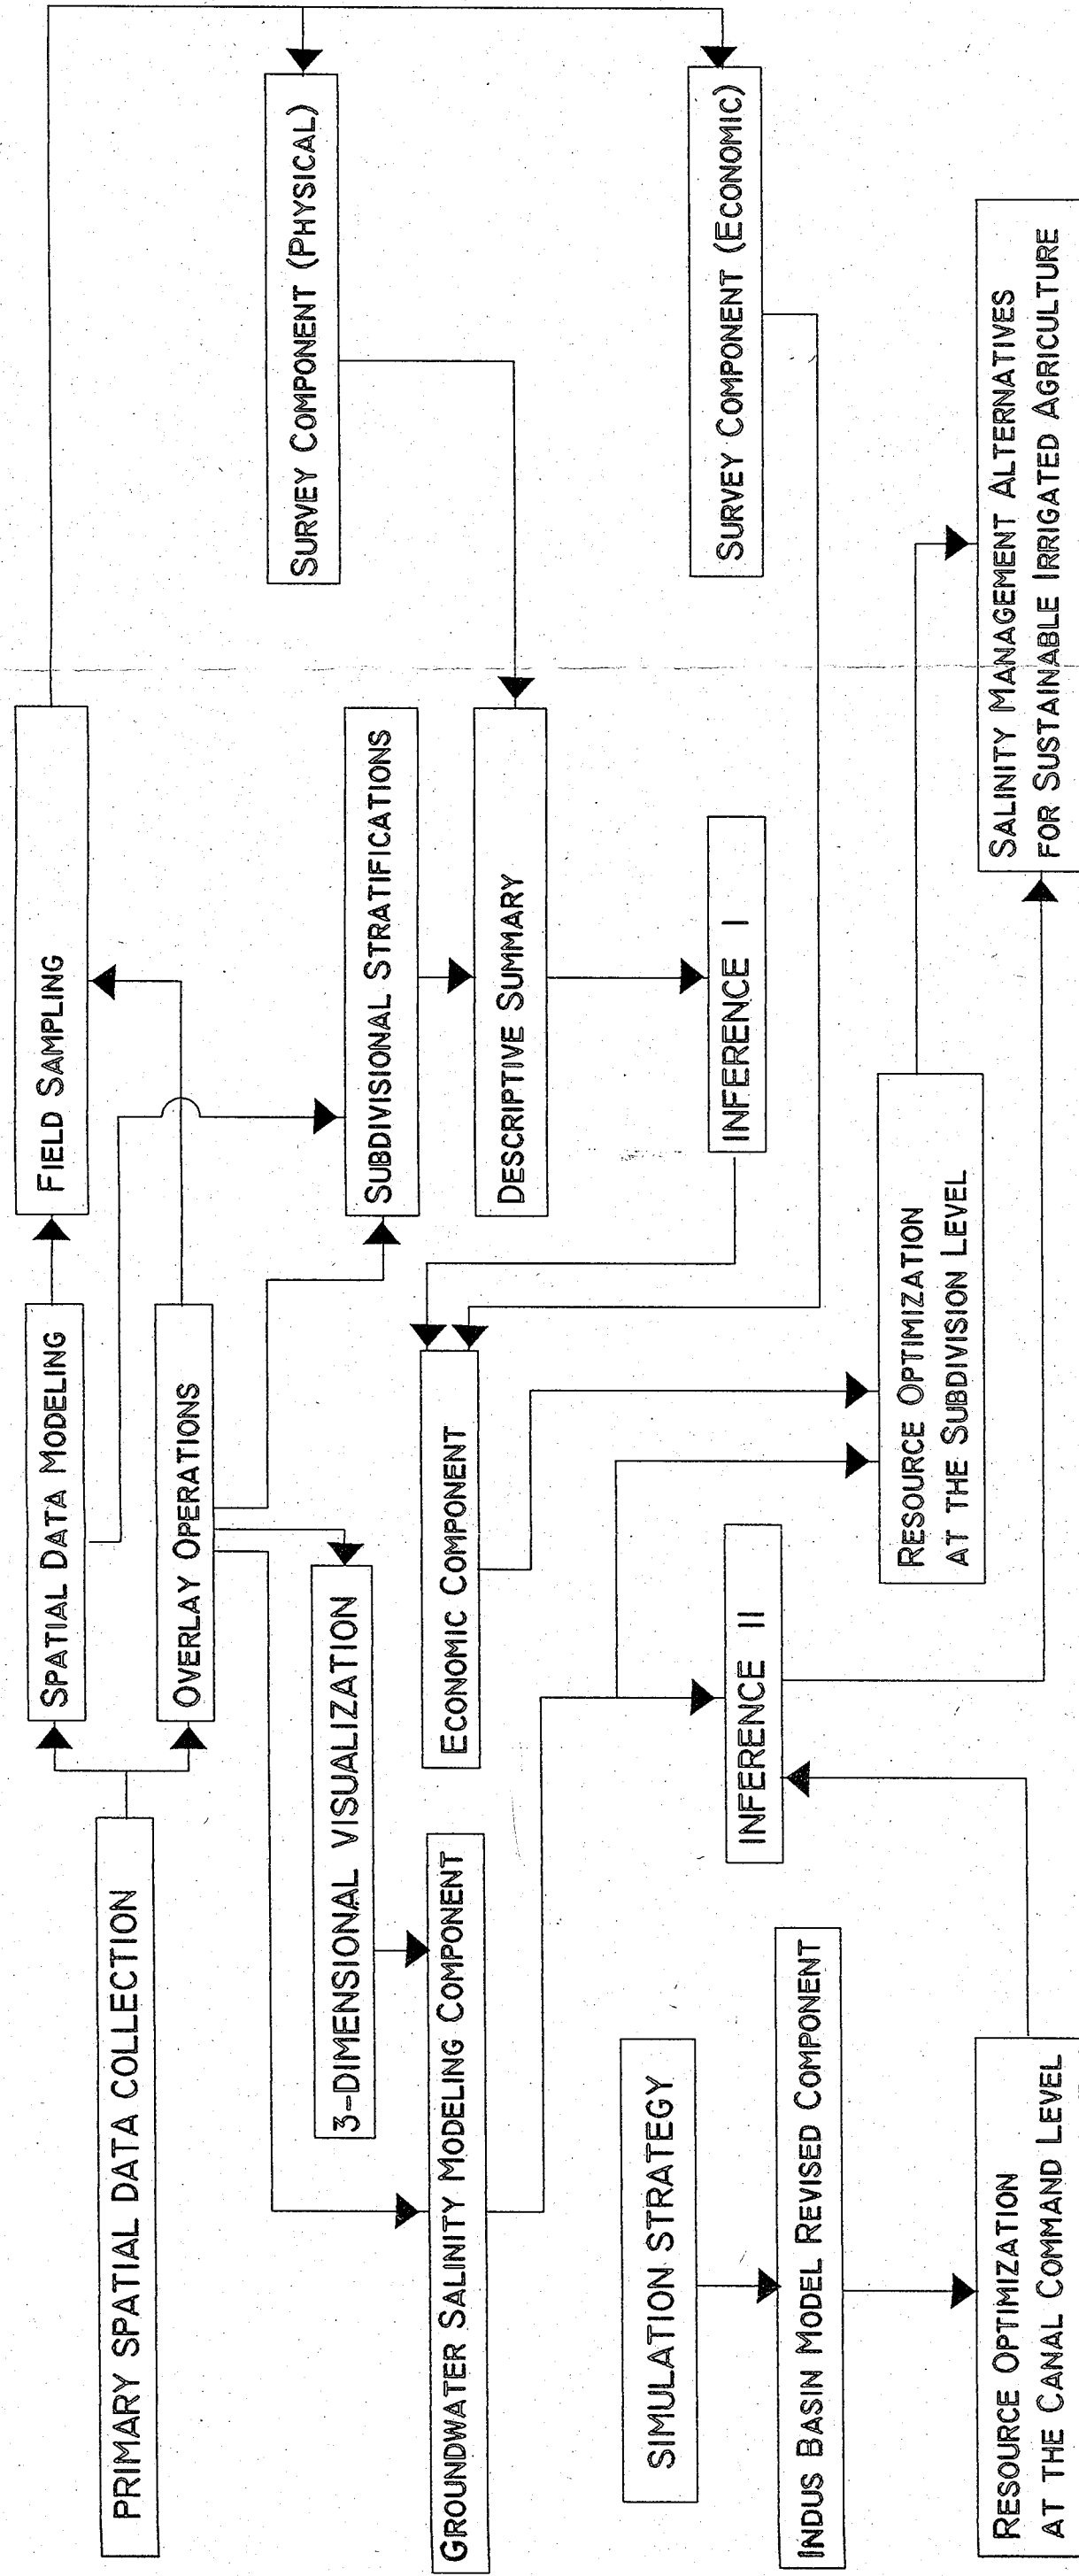 PRIMARY SPATIAL DATA COLLECTION
SPATIAL DATA MODELING
OVERLAY OPERATIONS
FIELD SAMPLING
SURVEY COMPONENT (PHYSICAL)
SURVEY COMPONENT (ECONOMIC)
3-DIMENSIONAL VISUALIZATION
GROUNDWATER SALINITY MODELING COMPONENT
SUBDIVISIONAL STRATIFICATIONS
DESCRIPTIVE SUMMARY
INFERENCE I
ECONOMIC COMPONENT
SIMULATION STRATEGY
INDUS BASIN MODEL REVISED COMPONENT
INFERENCE II
RESOURCE OPTIMIZATION
AT THE SUBDIVISION LEVEL
RESOURCE OPTIMIZATION
AT THE CANAL COMMAND LEVEL
SALINITY MANAGEMENT ALTERNATIVES
FOR SUSTAINABLE IRRIGATED AGRICULTURE